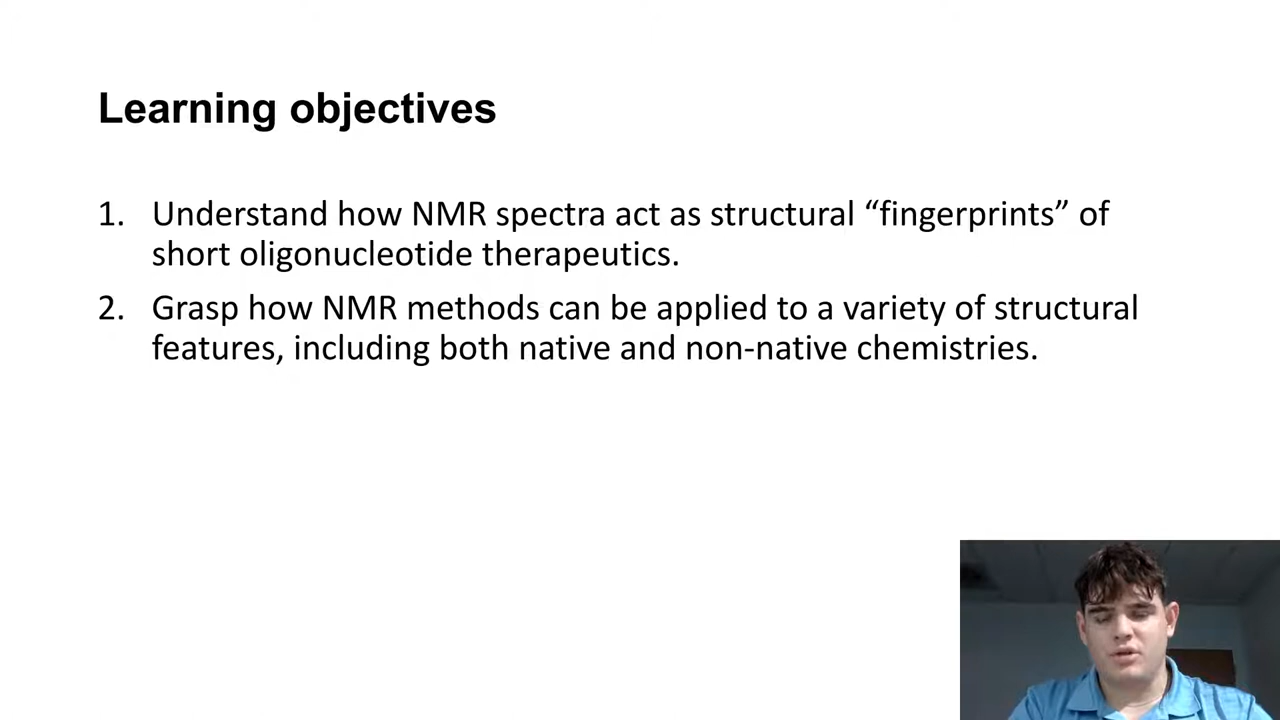 Learning objectives
1. Understand how NMR spectra act as structural “fingerprints” of
short oligonucleotide therapeutics.
2. Grasp how NMR methods can be applied to a variety of structural
features, including both native and non-native chemistries.